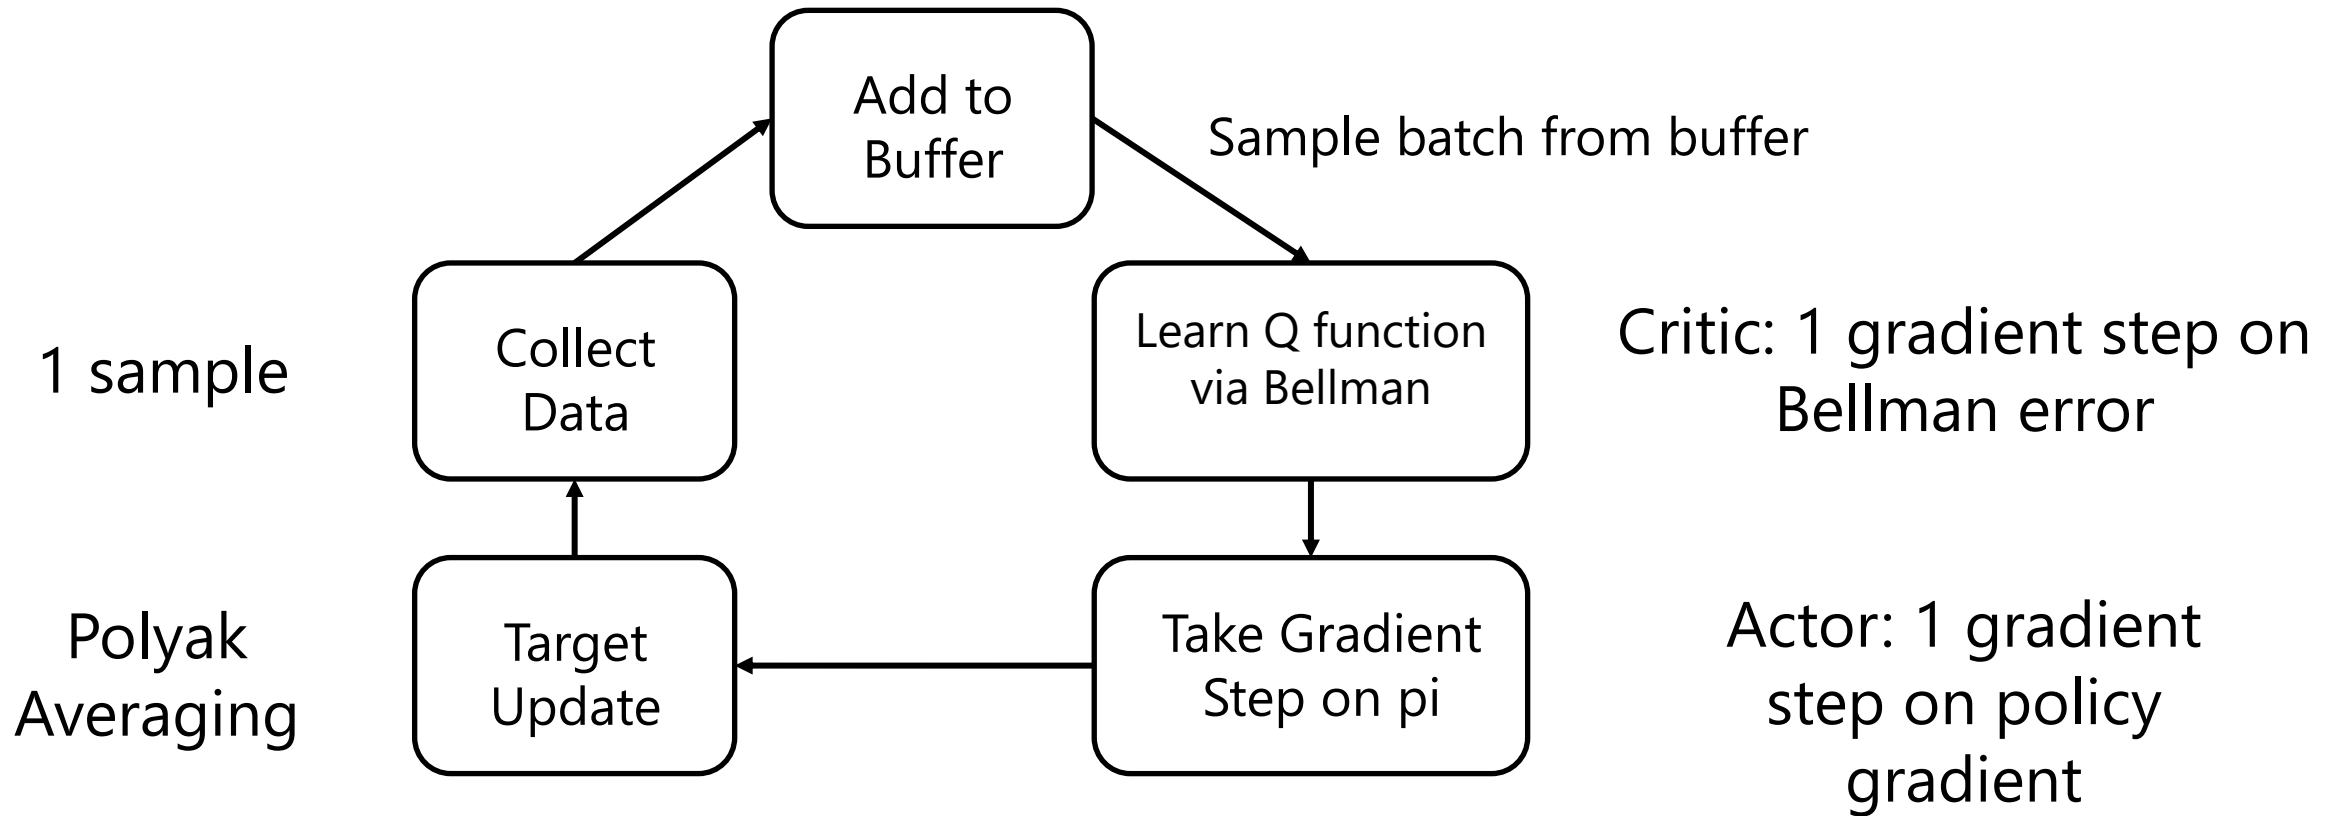 Add to
Buffer
Sample batch from buffer
1 sample
Collect
Data
Learn Q function
via Bellman
Critic: 1 gradient step on
Bellman error
Polyak
Averaging
Target
Update
Take Gradient
Step on pi
Actor: 1 gradient
step on policy
gradient